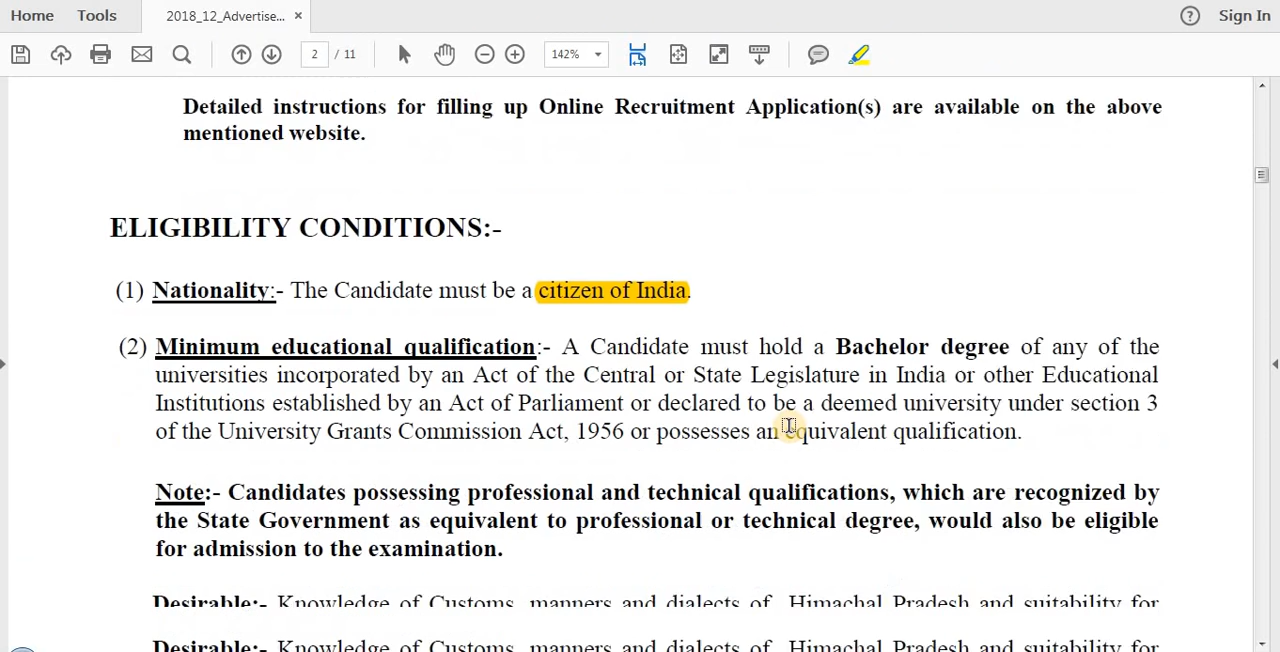 Home Tools 2018_12_Advertise... × ? Sign In
2 / 11 142%
Detailed instructions for filling up Online Recruitment Application(s) are available on the above
mentioned website.
ELIGIBILITY CONDITIONS:-
(1) Nationality:- The Candidate must be a citizen of India.
(2) Minimum educational qualification:- A Candidate must hold a Bachelor degree of any of the
universities incorporated by an Act of the Central or State Legislature in India or other Educational
Institutions established by an Act of Parliament or declared to be a deemed university under section 3
of the University Grants Commission Act, 1956 or possesses an equivalent qualification.
Note:- Candidates possessing professional and technical qualifications, which are recognized by
the State Government as equivalent to professional or technical degree, would also be eligible
for admission to the examination.
Desirable:- Knowledge of Customs, manners and dialects of Himachal Pradesh and suitability for
Desirable:- Knowledge of Customs, manners and dialects of Himachal Pradesh and suitability for